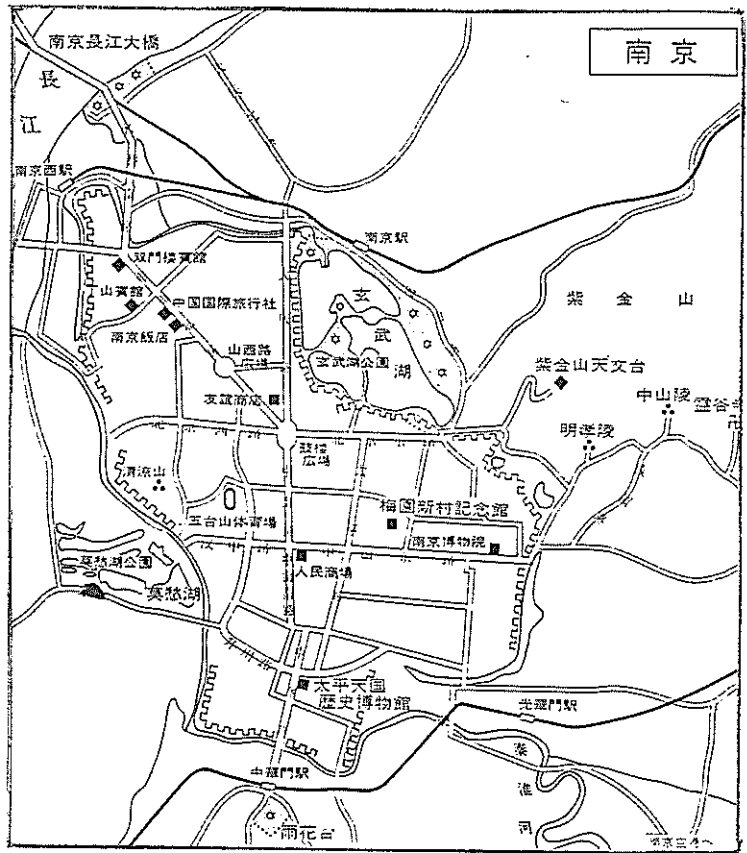 南京
南京長江大橋
長
江
南京西駅
南京駅
双門楼賓館
山賓館
中国国際旅行社
南京飯店
山西路
広場
玄
武
湖
玄武湖公園
紫金山
紫金山天文台
中山陵
霊谷寺
明孝陵
友誼商店
鼓楼
広場
清涼山
五台山体育場
梅園新村記念館
南京博物院
人民商場
莫愁湖公園
莫愁湖
太平天国
歴史博物館
光華門駅
中華門駅
秦
淮
河
雨花台
南京空港へ